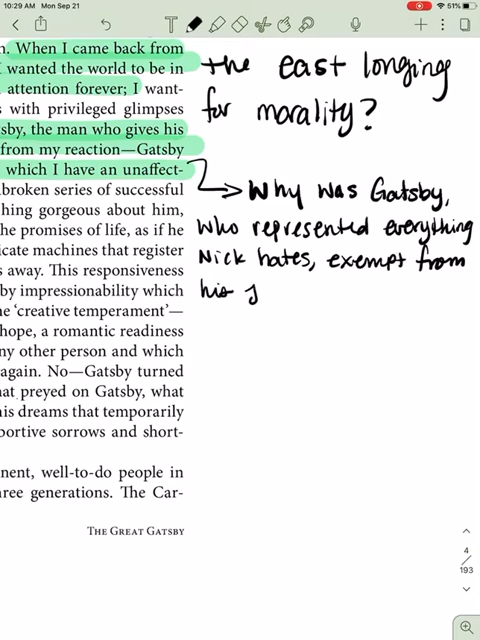 10:29 AM Mon Sep 21
51%
n. When I came back from
I wanted the world to be in
attention forever; I want-
s with privileged glimpses
sby, the man who gives his
from my reaction—Gatsby
which I have an unaffect-
broken series of successful
hing gorgeous about him,
he promises of life, as if he
icate machines that register
s away. This responsiveness
by impressionability which
he ‘creative temperament’—
hope, a romantic readiness
ny other person and which
again. No—Gatsby turned
hat preyed on Gatsby, what
his dreams that temporarily
bortive sorrows and short-
nent, well-to-do people in
hree generations. The Car-
The Great Gatsby
the east longing
for morality?
Why was Gatsby,
who represented everything
Nick hates, exempt from
his
4
193